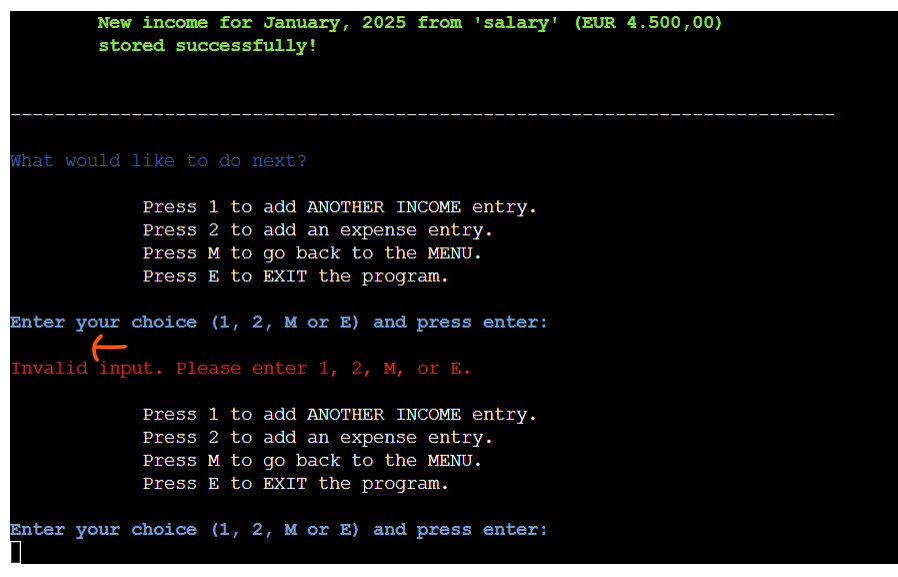 New income for January, 2025 from 'salary' (EUR 4.500,00)
stored successfully!
---------------------------------------------------------------------------
What would like to do next?
Press 1 to add ANOTHER INCOME entry.
Press 2 to add an expense entry.
Press M to go back to the MENU.
Press E to EXIT the program.
Enter your choice (1, 2, M or E) and press enter:
Invalid input. Please enter 1, 2, M, or E.
Press 1 to add ANOTHER INCOME entry.
Press 2 to add an expense entry.
Press M to go back to the MENU.
Press E to EXIT the program.
Enter your choice (1, 2, M or E) and press enter: